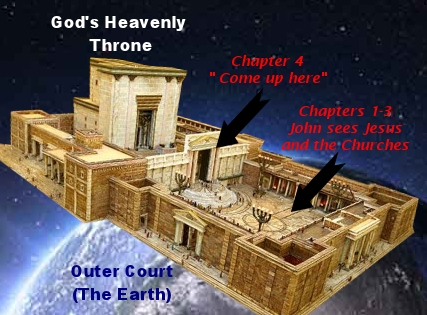 God's Heavenly
Throne
Chapter 4
" Come up here"
Chapters 1-3
John sees Jesus
and the Churches
Outer Court
(The Earth)